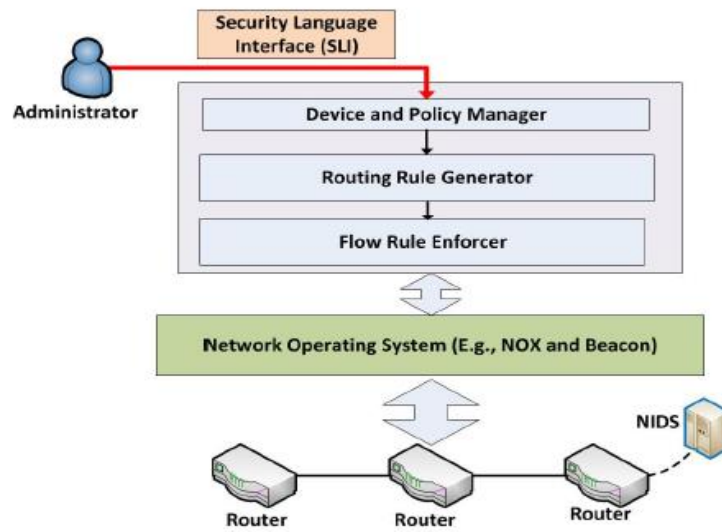 Security Language
Interface (SLI)
Administrator
Device and Policy Manager
Routing Rule Generator
Flow Rule Enforcer
Network Operating System (E.g., NOX and Beacon)
NIDS
Router
Router
Router